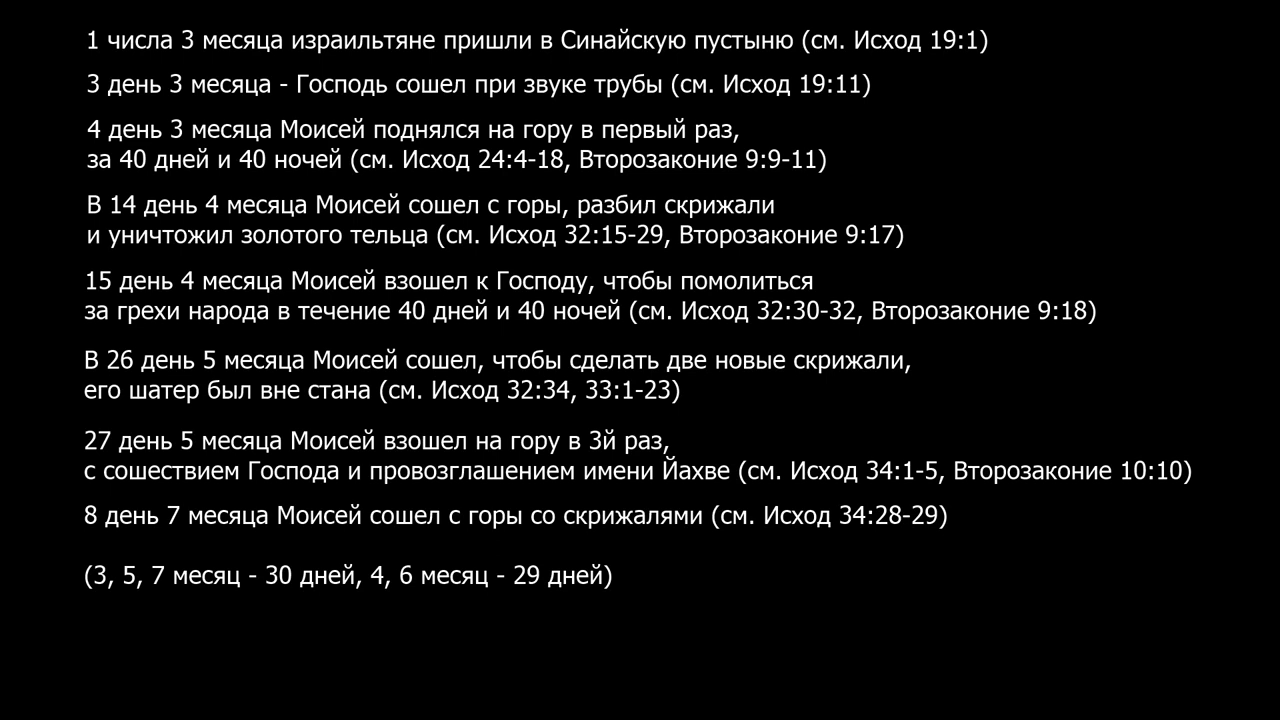 1 числа 3 месяца израильтяне пришли в Синайскую пустыню (см. Исход 19:1)
3 день 3 месяца - Господь сошел при звуке трубы (см. Исход 19:11)
4 день 3 месяца Моисей поднялся на гору в первый раз,
за 40 дней и 40 ночей (см. Исход 24:4-18, Второзаконие 9:9-11)
В 14 день 4 месяца Моисей сошел с горы, разбил скрижали
и уничтожил золотого тельца (см. Исход 32:15-29, Второзаконие 9:17)
15 день 4 месяца Моисей взошел к Господу, чтобы помолиться
за грехи народа в течение 40 дней и 40 ночей (см. Исход 32:30-32, Второзаконие 9:18)
В 26 день 5 месяца Моисей сошел, чтобы сделать две новые скрижали,
его шатер был вне стана (см. Исход 32:34, 33:1-23)
27 день 5 месяца Моисей взошел на гору в 3й раз,
с сошествием Господа и провозглашением имени Йахве (см. Исход 34:1-5, Второзаконие 10:10)
8 день 7 месяца Моисей сошел с горы со скрижалями (см. Исход 34:28-29)
(3, 5, 7 месяц - 30 дней, 4, 6 месяц - 29 дней)